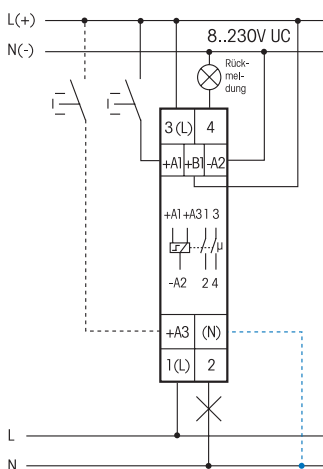 L(+)
N(-)
8..230V UC
Rück-
mel-
dung
3(L) 4
+A1 +B1 -A2
+A1 +A3 1 3
µ
-A2 2 4
+A3 (N)
1(L) 2
L
N